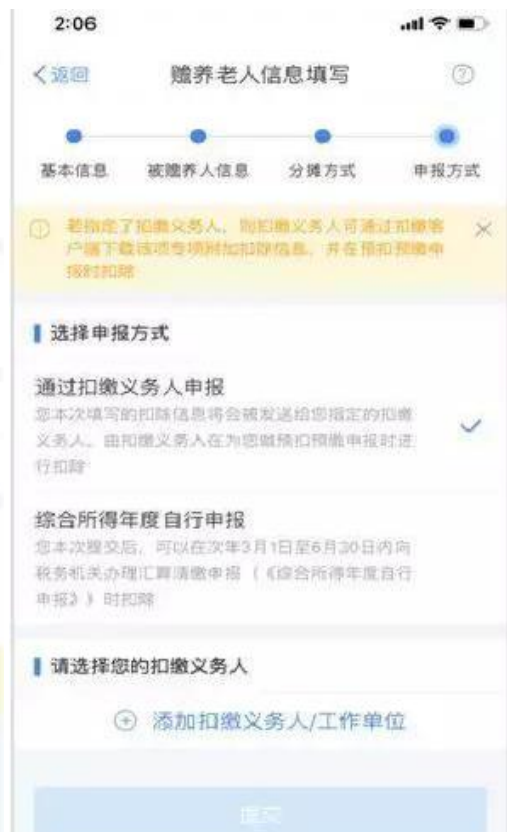 2:06
返回
赡养老人信息填写
基本信息 被赡养人信息 分摊方式 申报方式
若指定了扣缴义务人，则扣缴义务人可通过扣缴客
户端下载该项专项附加扣除信息，并在预扣预缴申
报时扣除
选择申报方式
通过扣缴义务人申报
您本次填写的扣除信息将会被发送给您指定的扣缴
义务人，由扣缴义务人在为您做预扣预缴申报时进
行扣除
综合所得年度自行申报
您本次提交后，可以在次年3月1日至6月30日内向
税务机关办理汇算清缴申报（《综合所得年度自行
申报》）时扣除
请选择您的扣缴义务人
添加扣缴义务人/工作单位
提交